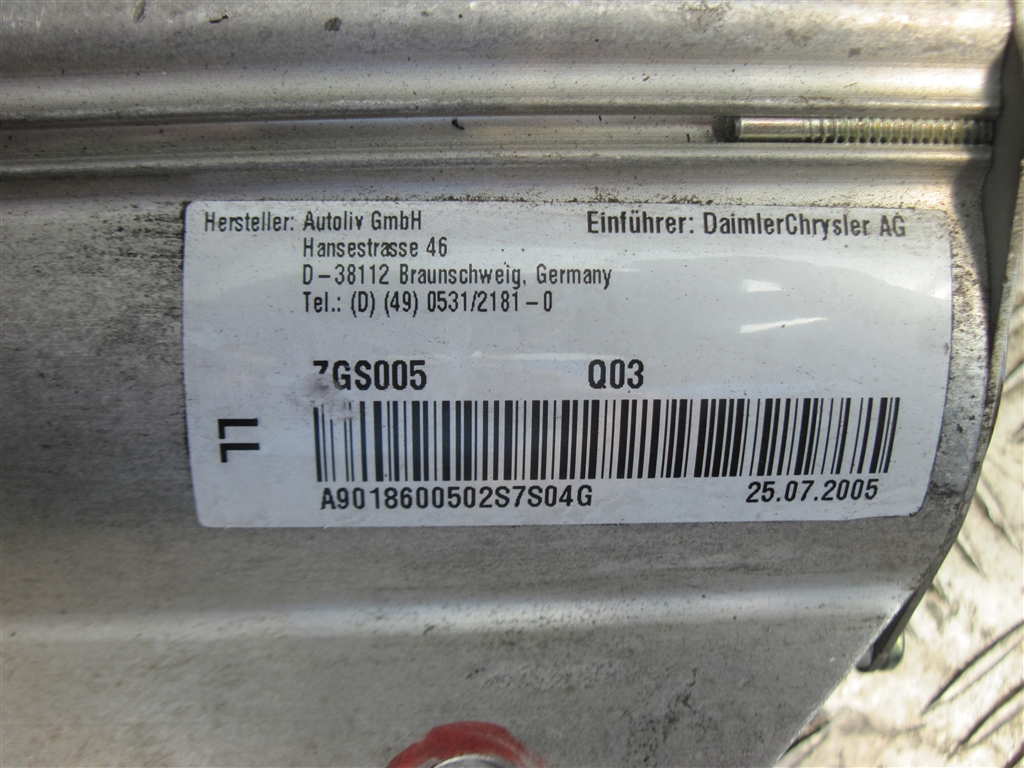 Hersteller: Autoliv GmbH
Hansestrasse 46
D-38112 Braunschweig, Germany
Tel.: (D) (49) 0531/2181-0
Einführer: DaimlerChrysler AG
ZGS005 Q03
LL
A9018600502S7S04G 25.07.2005